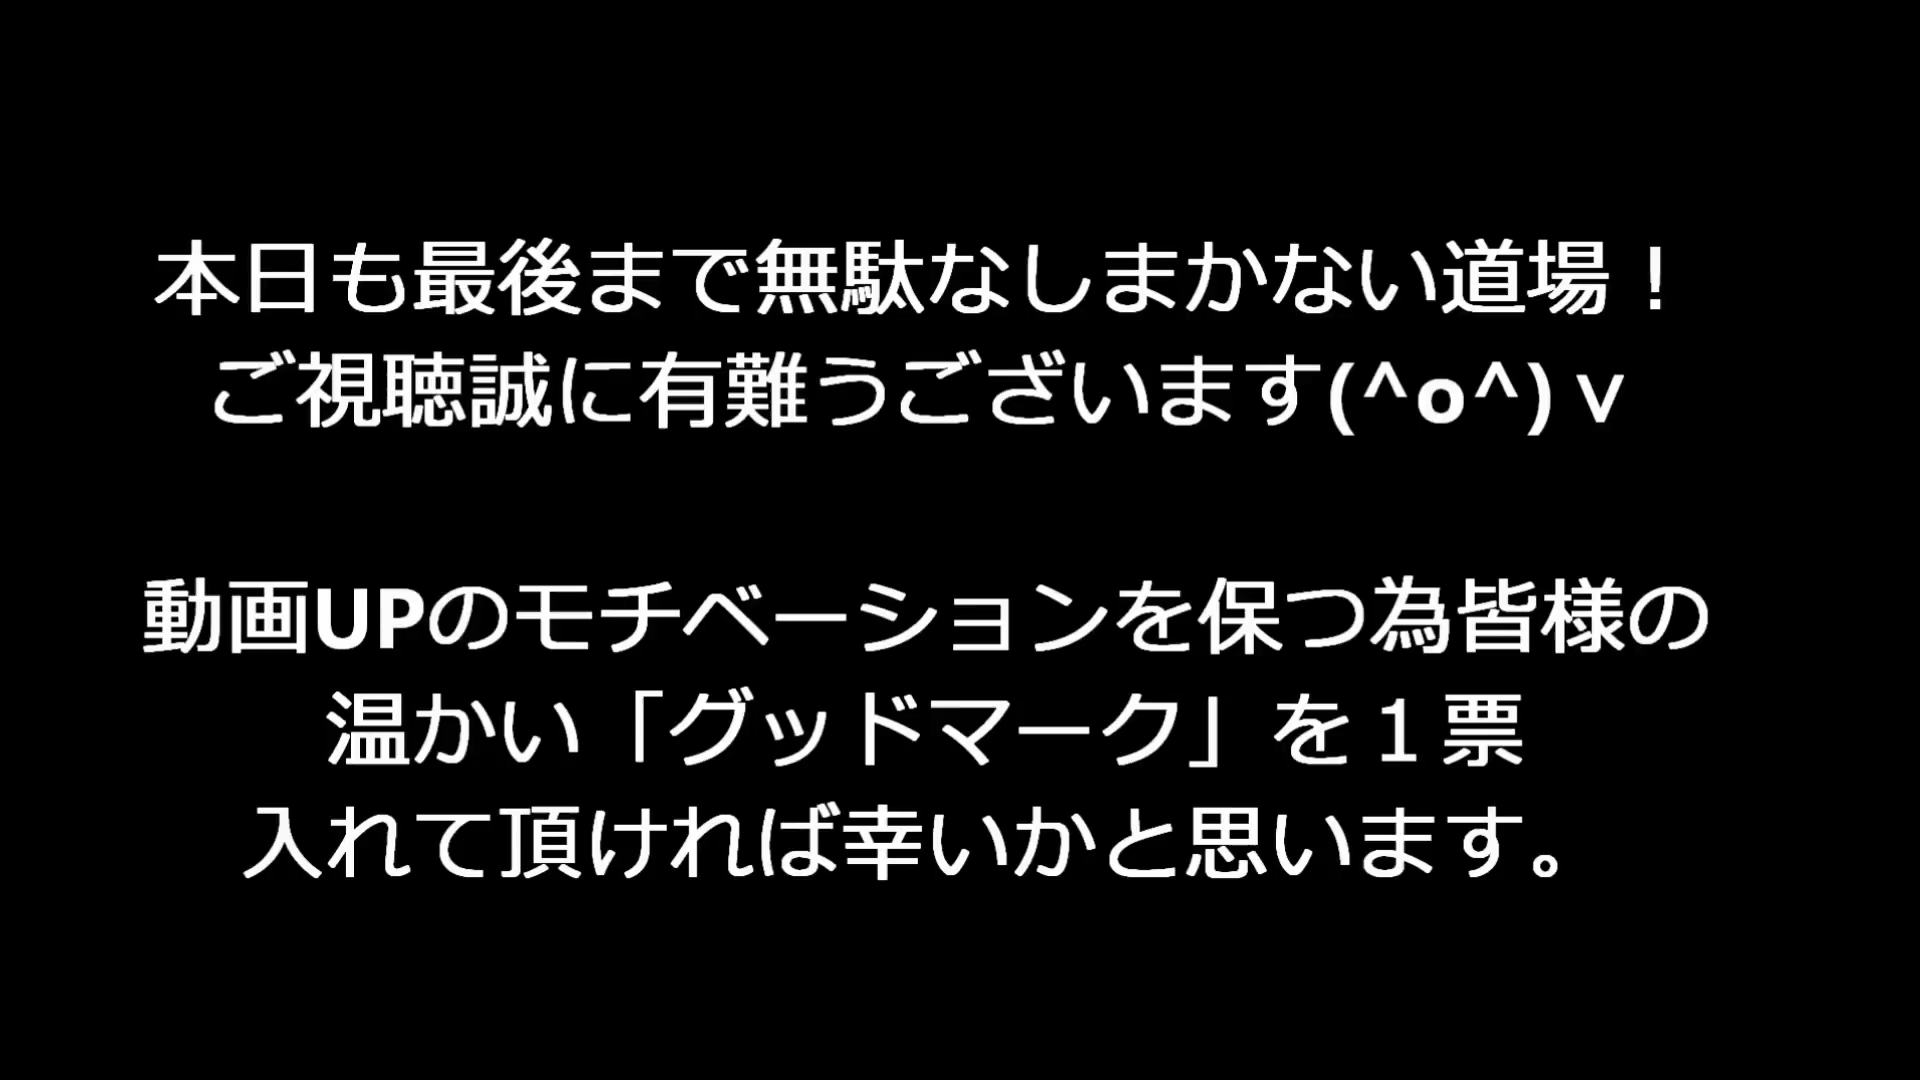 本日も最後まで無駄なしまかない道場！
ご視聴誠に有難うございます(^o^)ｖ
動画UPのモチベーションを保つ為皆様の
温かい「グッドマーク」を１票
入れて頂ければ幸いかと思います。